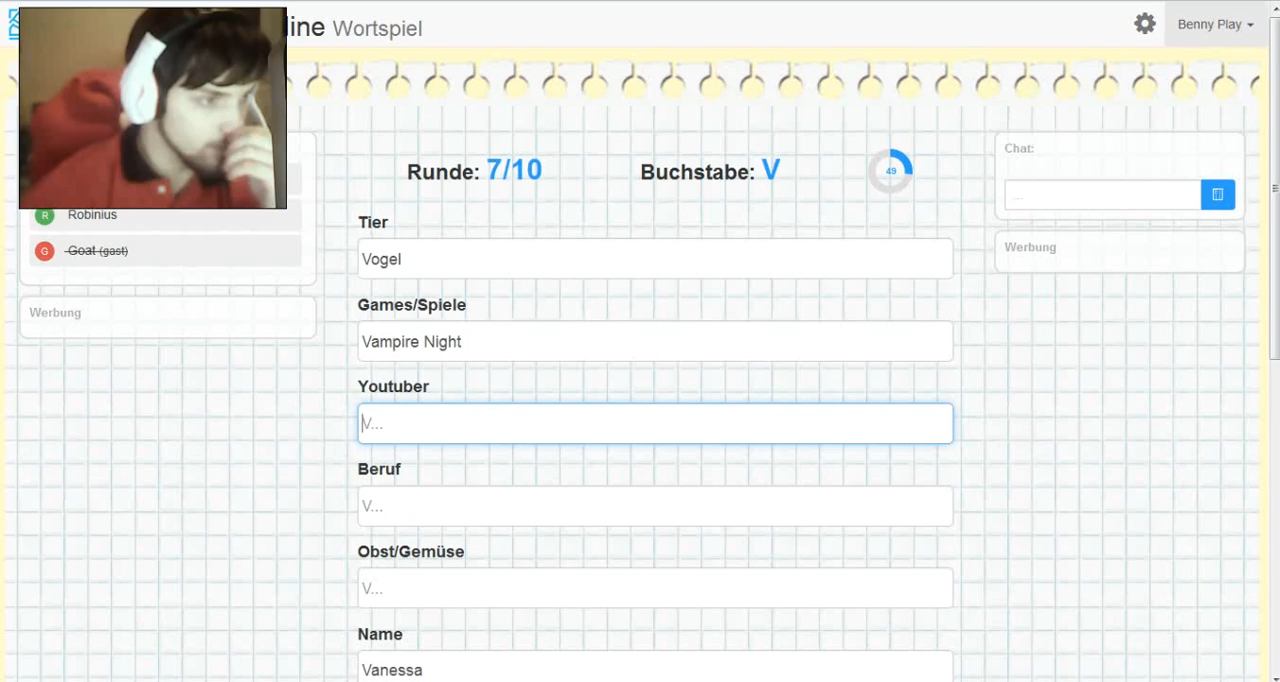 line Wortspiel
Benny Play
Runde: 7/10
Buchstabe: V
49
Chat:
...
Werbung
R Robinius
G Goat (gast)
Werbung
Tier
Vogel
Games/Spiele
Vampire Night
Youtuber
V...
Beruf
V...
Obst/Gemüse
V...
Name
Vanessa